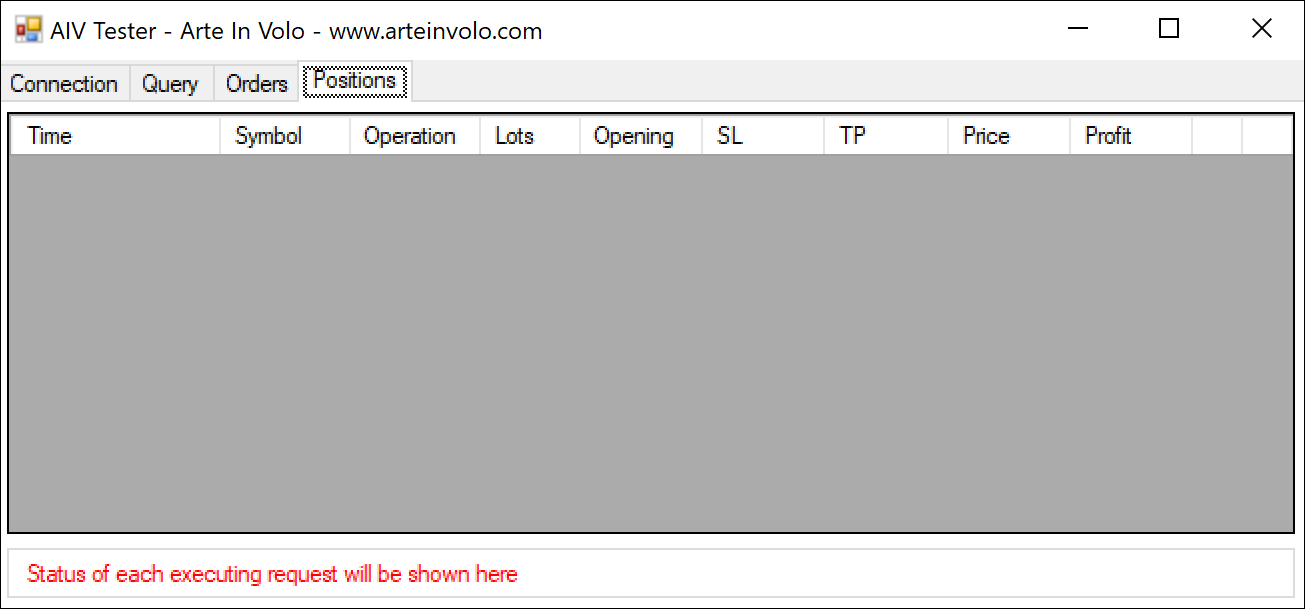 AIV Tester - Arte In Volo - www.arteinvolo.com
Connection Query Orders Positions
Time Symbol Operation Lots Opening SL TP Price Profit
Status of each executing request will be shown here